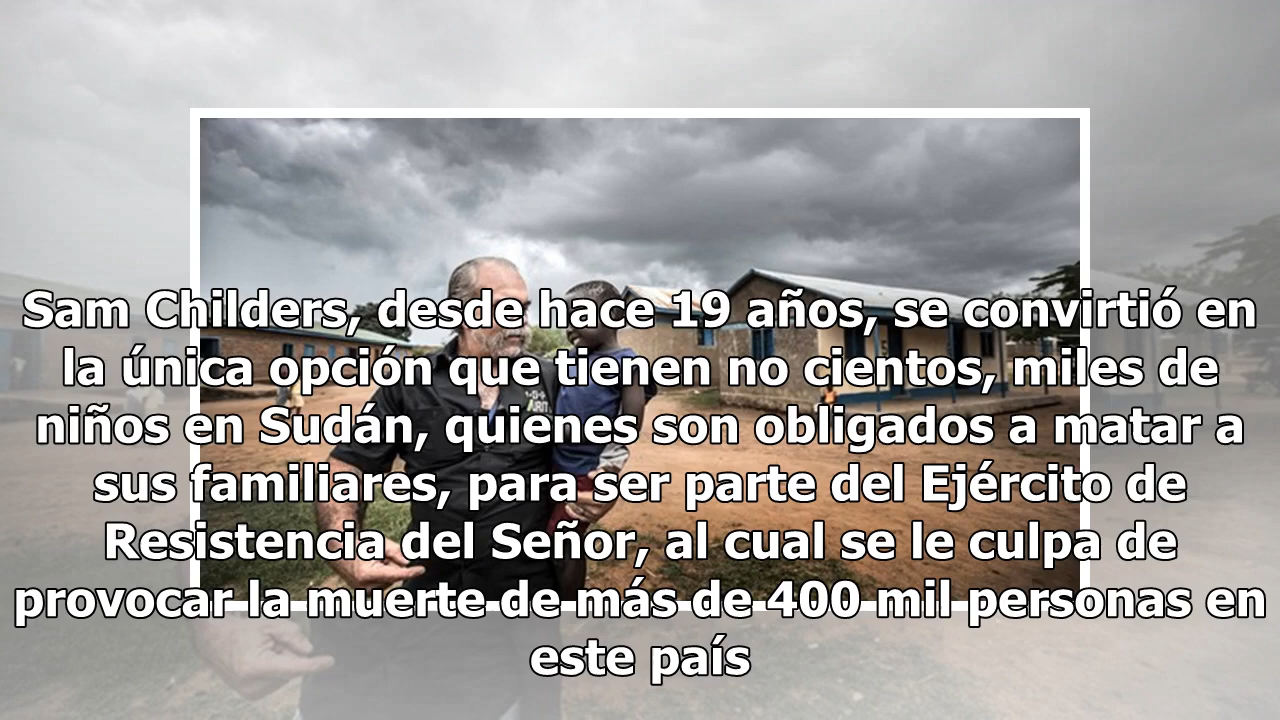 Sam Childers, desde hace 19 años, se convirtió en
la única opción que tienen no cientos, miles de
niños en Sudán, quienes son obligados a matar a
sus familiares, para ser parte del Ejército de
Resistencia del Señor, al cual se le culpa de
provocar la muerte de más de 400 mil personas en
este país